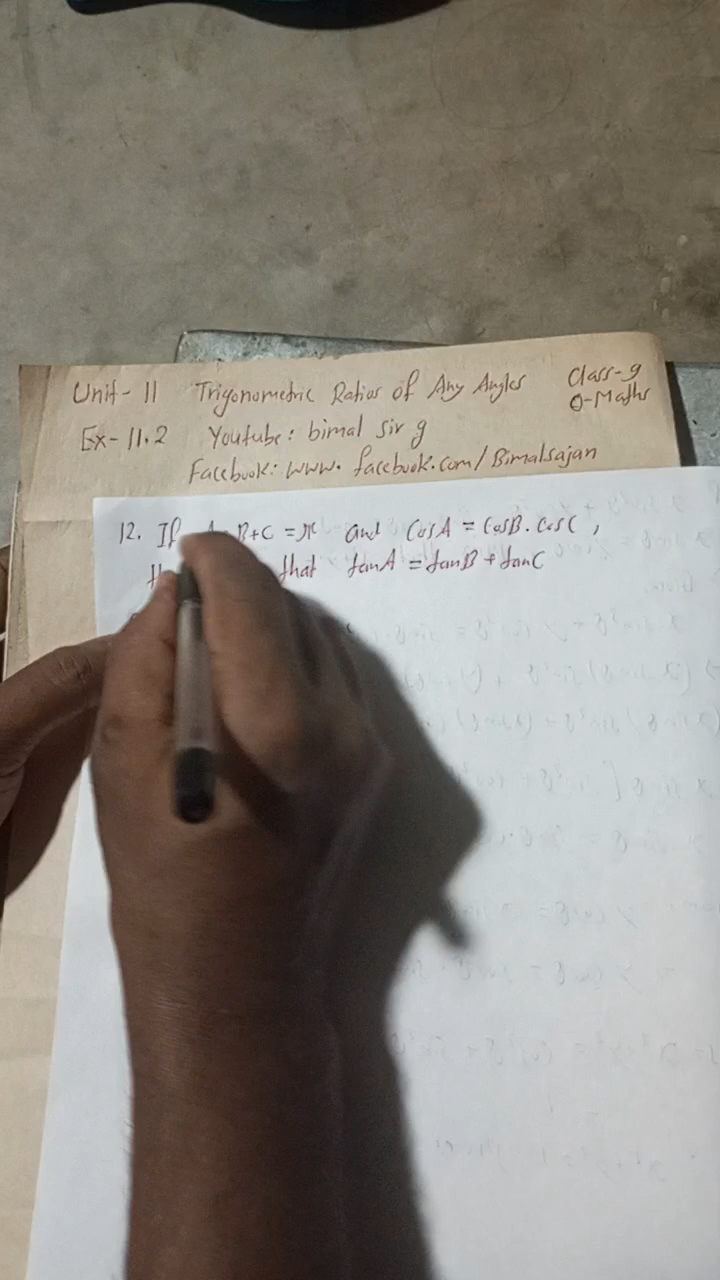 Unit- 11 Trigonometric Ratios of Any Angles Class-9
O-Maths
Ex- 11.2 Youtube: bimal sir g
Facebook: www. facebook.com/Bimalsajan
12. If A B+C = π and CosA = CosB. CosC ,
that tanA = tanB + tanC